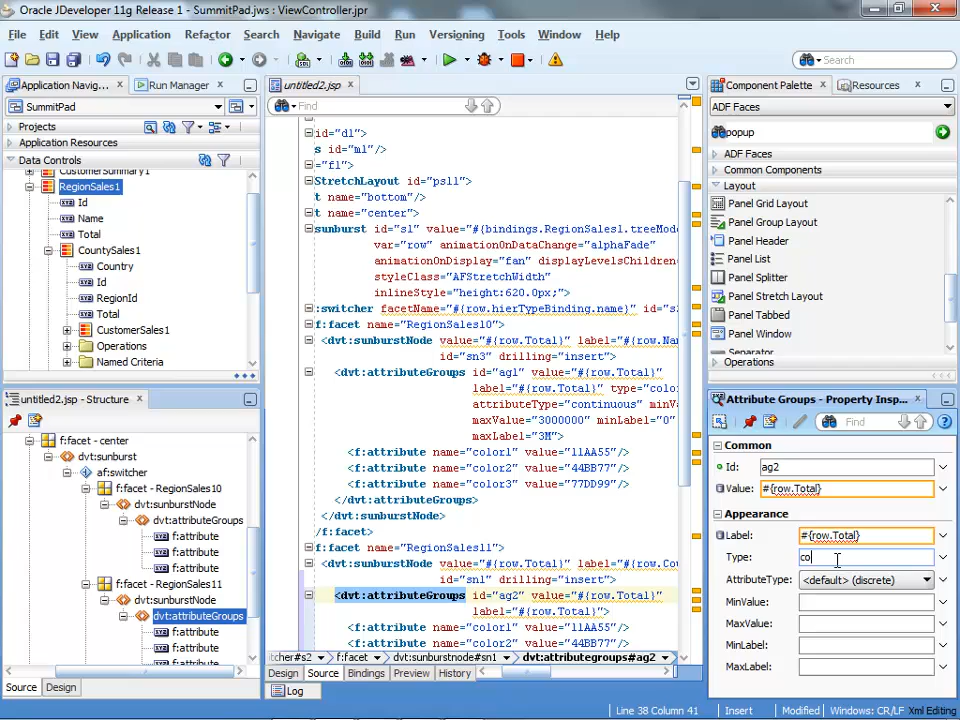 Oracle JDeveloper 11g Release 1 - SummitPad.jws : ViewController.jpr
File Edit View Application Refactor Search Navigate Build Run Versioning Tools Window Help
Search
Application Navig...
Run Manager
SummitPad
Projects
Application Resources
Data Controls
CustomerSummary1
RegionSales1
Id
Name
Total
CountySales1
Country
Id
RegionId
Total
CustomerSales1
Operations
Named Criteria
untitled2.jsp - Structure
f:facet - center
dvt:sunburst
af:switcher
f:facet - RegionSales10
dvt:sunburstNode
dvt:attributeGroups
f:attribute
f:attribute
f:attribute
f:facet - RegionSales11
dvt:sunburstNode
dvt:attributeGroups
f:attribute
f:attribute
f:attribute
Source Design
untitled2.jsp
Find
id="d1">
s id="m1"/>
="f1">
StretchLayout id="psl1">
t name="bottom"/>
t name="center">
sunburst id="s1" value="#{bindings.RegionSales1.treeMode
var="row" animationOnDataChange="alphaFade"
animationOnDisplay="fan" displayLevelsChildren=
styleClass="AFStretchWidth"
inlineStyle="height:620.0px;">
:switcher facetName="#{row.hierTypeBinding.name}" id="s
f:facet name="RegionSales10">
<dvt:sunburstNode value="#{row.Total}" label="#{row.Nam
id="sn3" drilling="insert">
<dvt:attributeGroups id="ag1" value="#{row.Total}"
label="#{row.Total}" type="color
attributeType="continuous" minVa
maxValue="3000000" minLabel="0"
maxLabel="3M">
<f:attribute name="color1" value="11AA55"/>
<f:attribute name="color2" value="44BB77"/>
<f:attribute name="color3" value="77DD99"/>
</dvt:attributeGroups>
</dvt:sunburstNode>
/f:facet>
f:facet name="RegionSales11">
<dvt:sunburstNode value="#{row.Total}" label="#{row.Cou
id="sn1" drilling="insert">
<dvt:attributeGroups id="ag2" value="#{row.Total}"
label="#{row.Total}">
<f:attribute name="color1" value="11AA55"/>
<f:attribute name="color2" value="44BB77"/>
itcher#s2 f:facet dvt:sunburstnode#sn1 dvt:attributegroups#ag2
Design Source Bindings Preview History
Log
Component Palette
Resources
ADF Faces
popup
ADF Faces
Common Components
Layout
Panel Grid Layout
Panel Group Layout
Panel Header
Panel List
Panel Splitter
Panel Stretch Layout
Panel Tabbed
Panel Window
Separator
Operations
Attribute Groups - Property Insp...
Find
Common
Id: ag2
Value: #{row.Total}
Appearance
Label: #{row.Total}
Type: co
AttributeType: <default> (discrete)
MinValue:
MaxValue:
MinLabel:
MaxLabel:
Line 38 Column 41 Insert Modified Windows: CR/LF Xml Editing